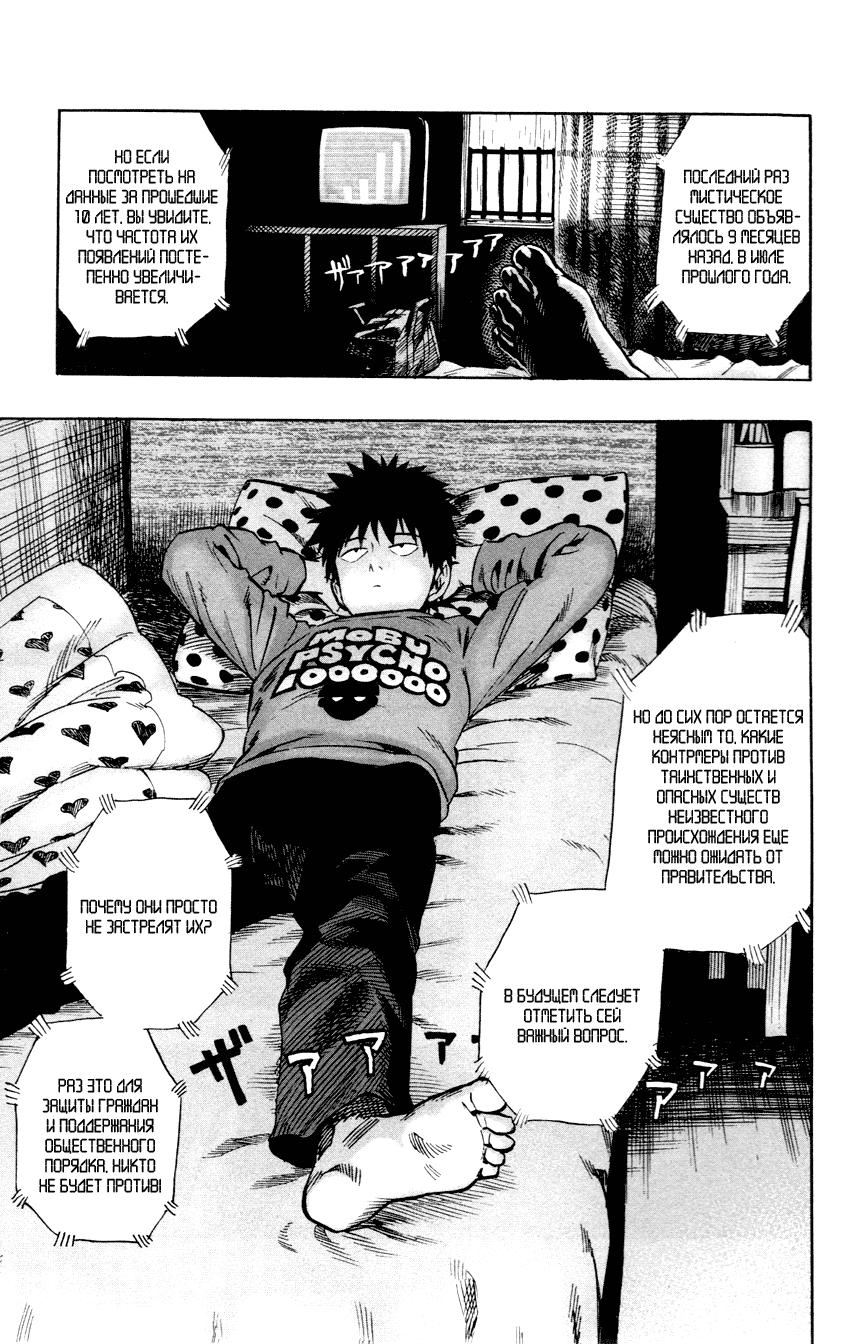 ПОСЛЕДНИЙ РАЗ
МИСТИЧЕСКОЕ
СУЩЕСТВО ОБЪЯВ-
ЛЯЛОСЬ 9 МЕСЯЦЕВ
НАЗАД, В ИЮЛЕ
ПРОШЛОГО ГОДА.
НО ЕСЛИ
ПОСМОТРЕТЬ НА
ДАННЫЕ ЗА ПРОШЕДШИЕ
10 ЛЕТ, ВЫ УВИДИТЕ,
ЧТО ЧАСТОТА ИХ
ПОЯВЛЕНИЙ ПОСТЕ-
ПЕННО УВЕЛИЧИ-
ВАЕТСЯ.
ザァァァァァァ
MOBU
PSYCHO
1000000
НО ДО СИХ ПОР ОСТАЕТСЯ
НЕЯСНЫМ ТО, КАКИЕ
КОНТРМЕРЫ ПРОТИВ
ТАИНСТВЕННЫХ И
ОПАСНЫХ СУЩЕСТВ
НЕИЗВЕСТНОГО
ПРОИСХОЖДЕНИЯ ЕЩЕ
МОЖНО ОЖИДАТЬ ОТ
ПРАВИТЕЛЬСТВА.
В БУДУЩЕМ СЛЕДУЕТ
ОТМЕТИТЬ СЕЙ
ВАЖНЫЙ ВОПРОС.
ПОЧЕМУ ОНИ ПРОСТО
НЕ ЗАСТРЕЛЯТ ИХ?
РАЗ ЭТО ДЛЯ
ЗАЩИТЫ ГРАЖДАН
И ПОДДЕРЖАНИЯ
ОБЩЕСТВЕННОГО
ПОРЯДКА, НИКТО
НЕ БУДЕТ ПРОТИВ!
ザァァァァァァァ